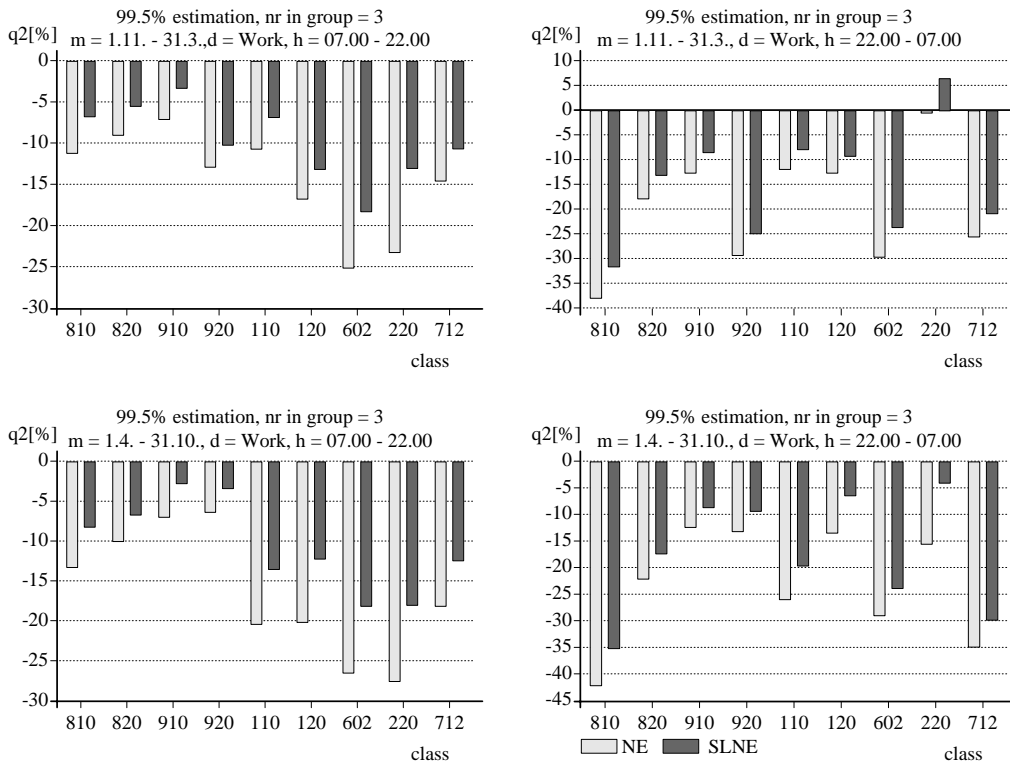 99.5% estimation, nr in group = 3
q2[%]
m = 1.11. - 31.3.,d = Work, h = 07.00 - 22.00
0
-5
-10
-15
-20
-25
-30
810 820 910 920 110 120 602 220 712
class
99.5% estimation, nr in group = 3
q2[%]
m = 1.11. - 31.3., d = Work, h = 22.00 - 07.00
10
5
0
-5
-10
-15
-20
-25
-30
-35
-40
810 820 910 920 110 120 602 220 712
class
99.5% estimation, nr in group = 3
q2[%]
m = 1.4. - 31.10., d = Work, h = 07.00 - 22.00
0
-5
-10
-15
-20
-25
-30
810 820 910 920 110 120 602 220 712
class
99.5% estimation, nr in group = 3
q2[%]
m = 1.4. - 31.10., d = Work, h = 22.00 - 07.00
0
-5
-10
-15
-20
-25
-30
-35
-40
-45
810 820 910 920 110 120 602 220 712
NE SLNE
class